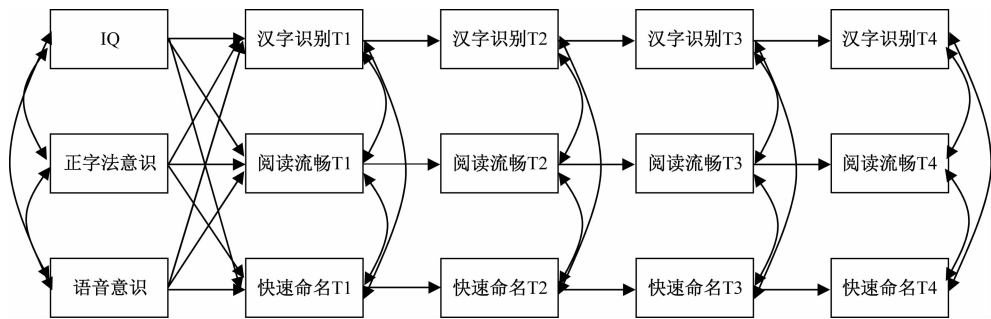 IQ
汉字识别T1
汉字识别T2
汉字识别T3
汉字识别T4
正字法意识
阅读流畅T1
阅读流畅T2
阅读流畅T3
阅读流畅T4
语音意识
快速命名T1
快速命名T2
快速命名T3
快速命名T4